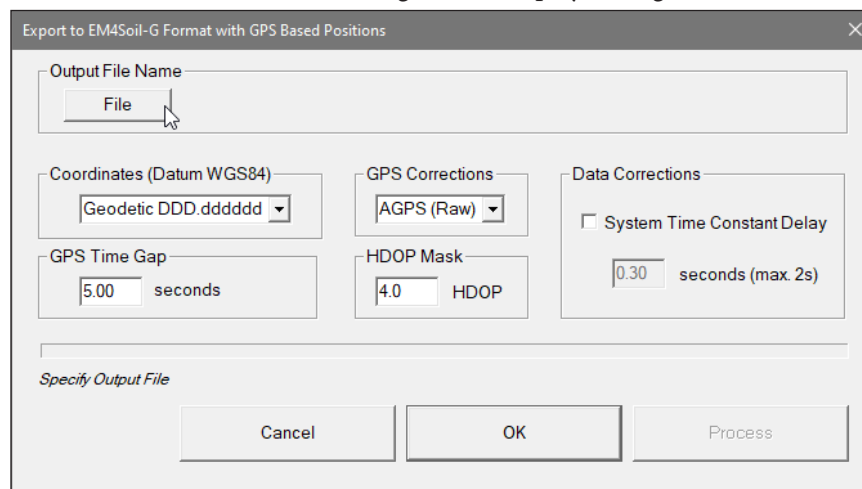 Export to EM4Soil-G Format with GPS Based Positions
Output File Name
File
Coordinates (Datum WGS84)
Geodetic DDD.dddddd
GPS Corrections
AGPS (Raw)
Data Corrections
System Time Constant Delay
0.30 seconds (max. 2s)
GPS Time Gap
5.00 seconds
HDOP Mask
4.0 HDOP
Specify Output File
Cancel
OK
Process